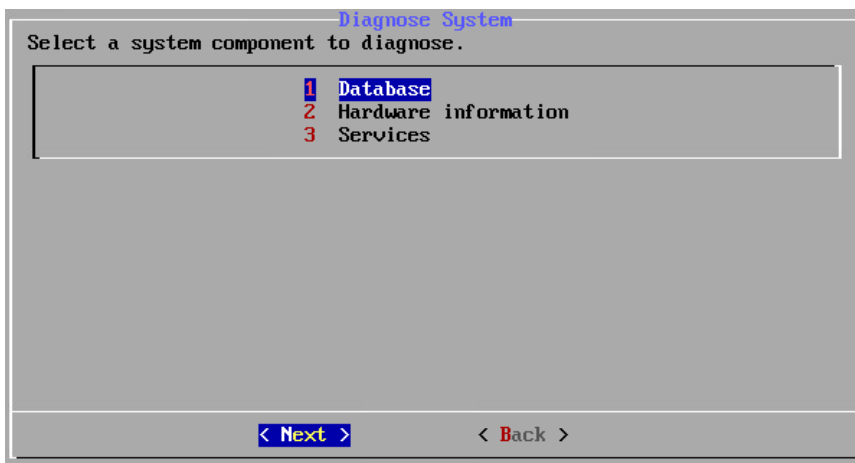 Diagnose System
Select a system component to diagnose.
1 Database
2 Hardware information
3 Services
< Next > < Back >